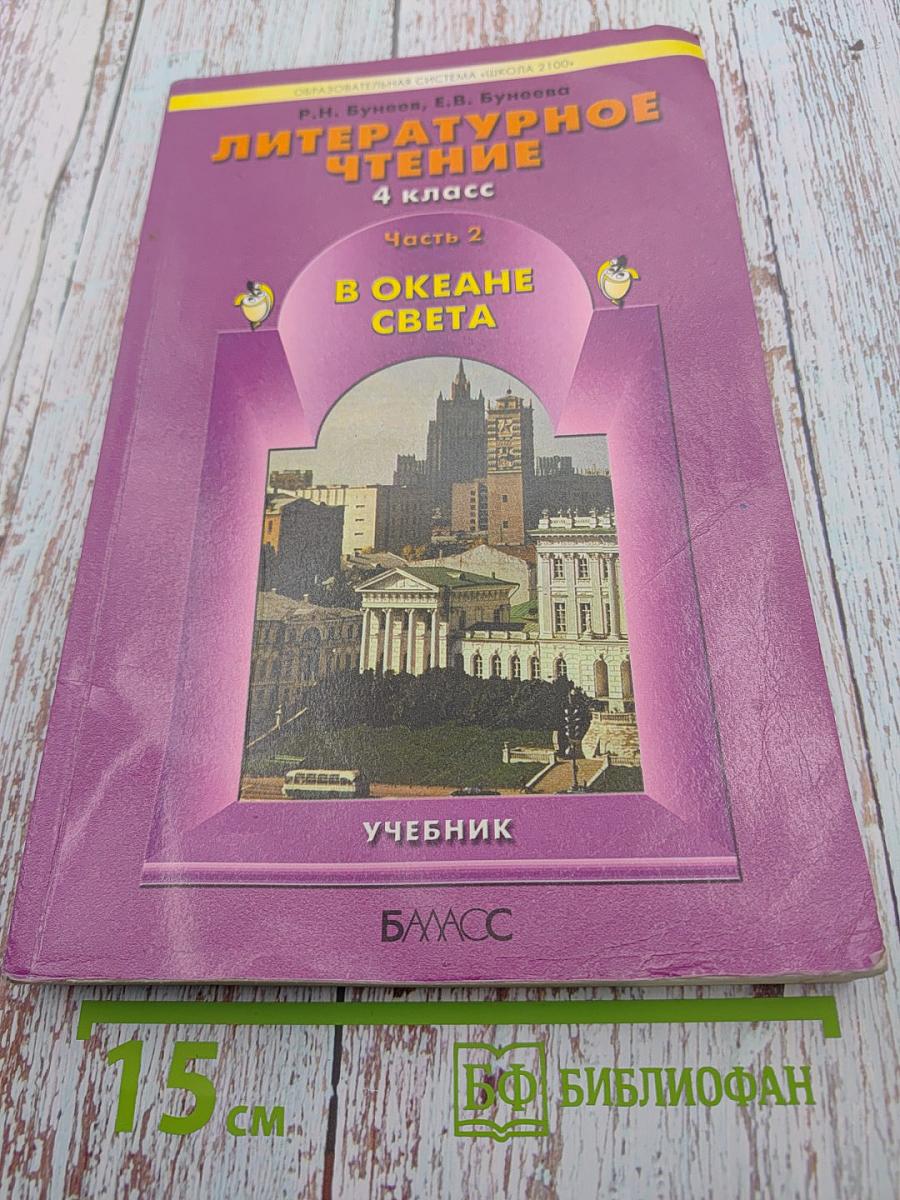 ОБРАЗОВАТЕЛЬНАЯ СИСТЕМА «ШКОЛА 2100»
Р.Н. Бунеев, Е.В. Бунеева
ЛИТЕРАТУРНОЕ
ЧТЕНИЕ
4 класс
Часть 2
В ОКЕАНЕ
СВЕТА
УЧЕБНИК
БАЛАСС
15 см
БФ БИБЛИОФАН